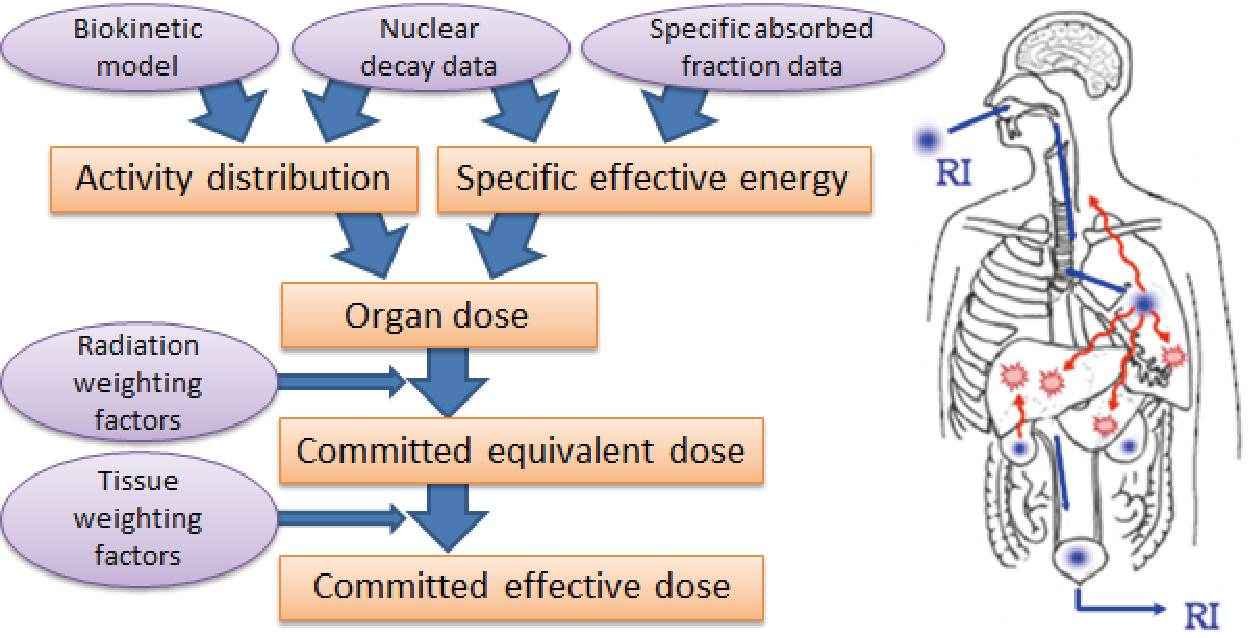 Biokinetic
model
Nuclear
decay data
Specific absorbed
fraction data
Activity distribution
Specific effective energy
Organ dose
Radiation
weighting
factors
Committed equivalent dose
Tissue
weighting
factors
Committed effective dose
RI
RI